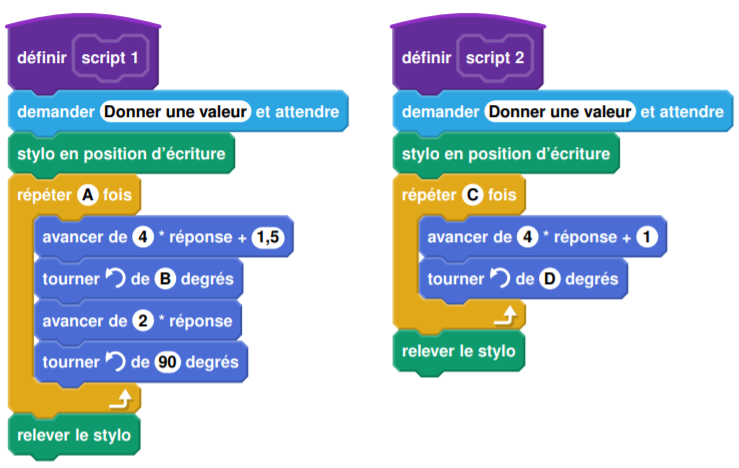 définir script 1
demander Donner une valeur et attendre
stylo en position d'écriture
répéter A fois
avancer de 4 * réponse + 1,5
tourner de B degrés
avancer de 2 * réponse
tourner de 90 degrés
relever le stylo
définir script 2
demander Donner une valeur et attendre
stylo en position d'écriture
répéter C fois
avancer de 4 * réponse + 1
tourner de D degrés
relever le stylo